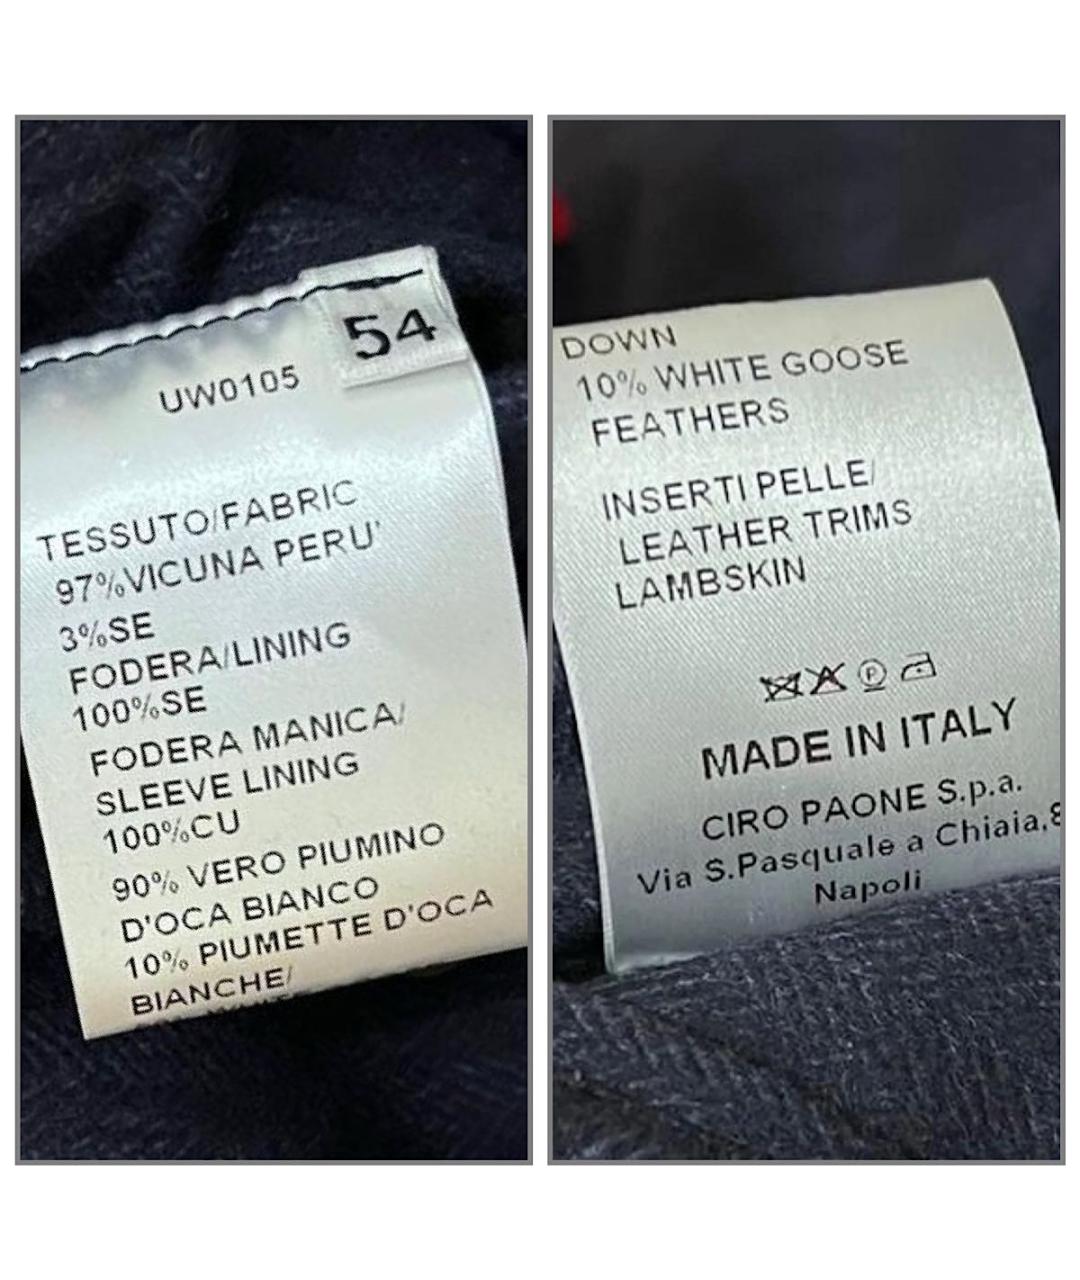 54
UW0105
TESSUTO/FABRIC
97%VICUNA PERU'
3%SE
FODERA/LINING
100%SE
FODERA MANICA/
SLEEVE LINING
100%CU
90% VERO PIUMINO
D'OCA BIANCO
10% PIUMETTE D'OCA
BIANCHE/
DOWN
10% WHITE GOOSE
FEATHERS
INSERTI PELLE/
LEATHER TRIMS
LAMBSKIN
P
MADE IN ITALY
CIRO PAONE S.p.a.
Via S.Pasquale a Chiaia,8
Napoli